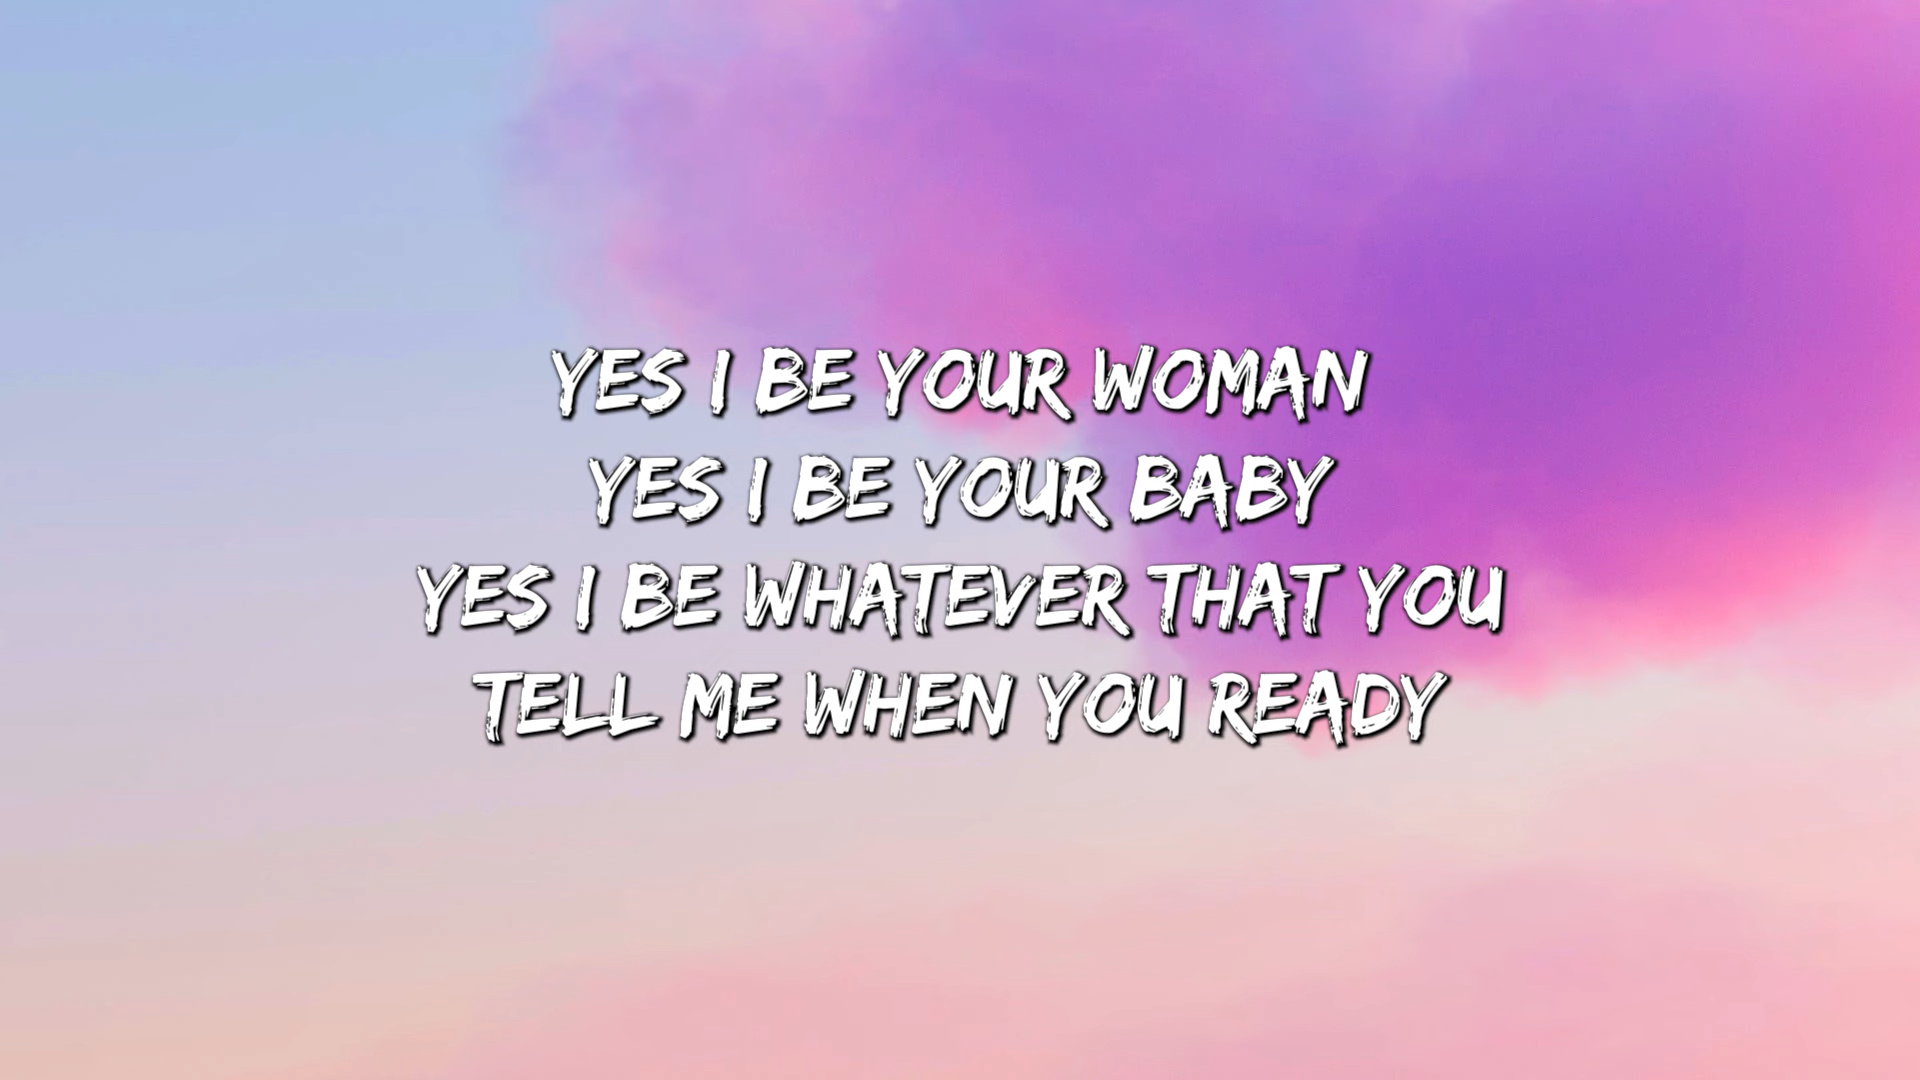 YES I BE YOUR WOMAN
YES I BE YOUR BABY
YES I BE WHATEVER THAT YOU
TELL ME WHEN YOU READY